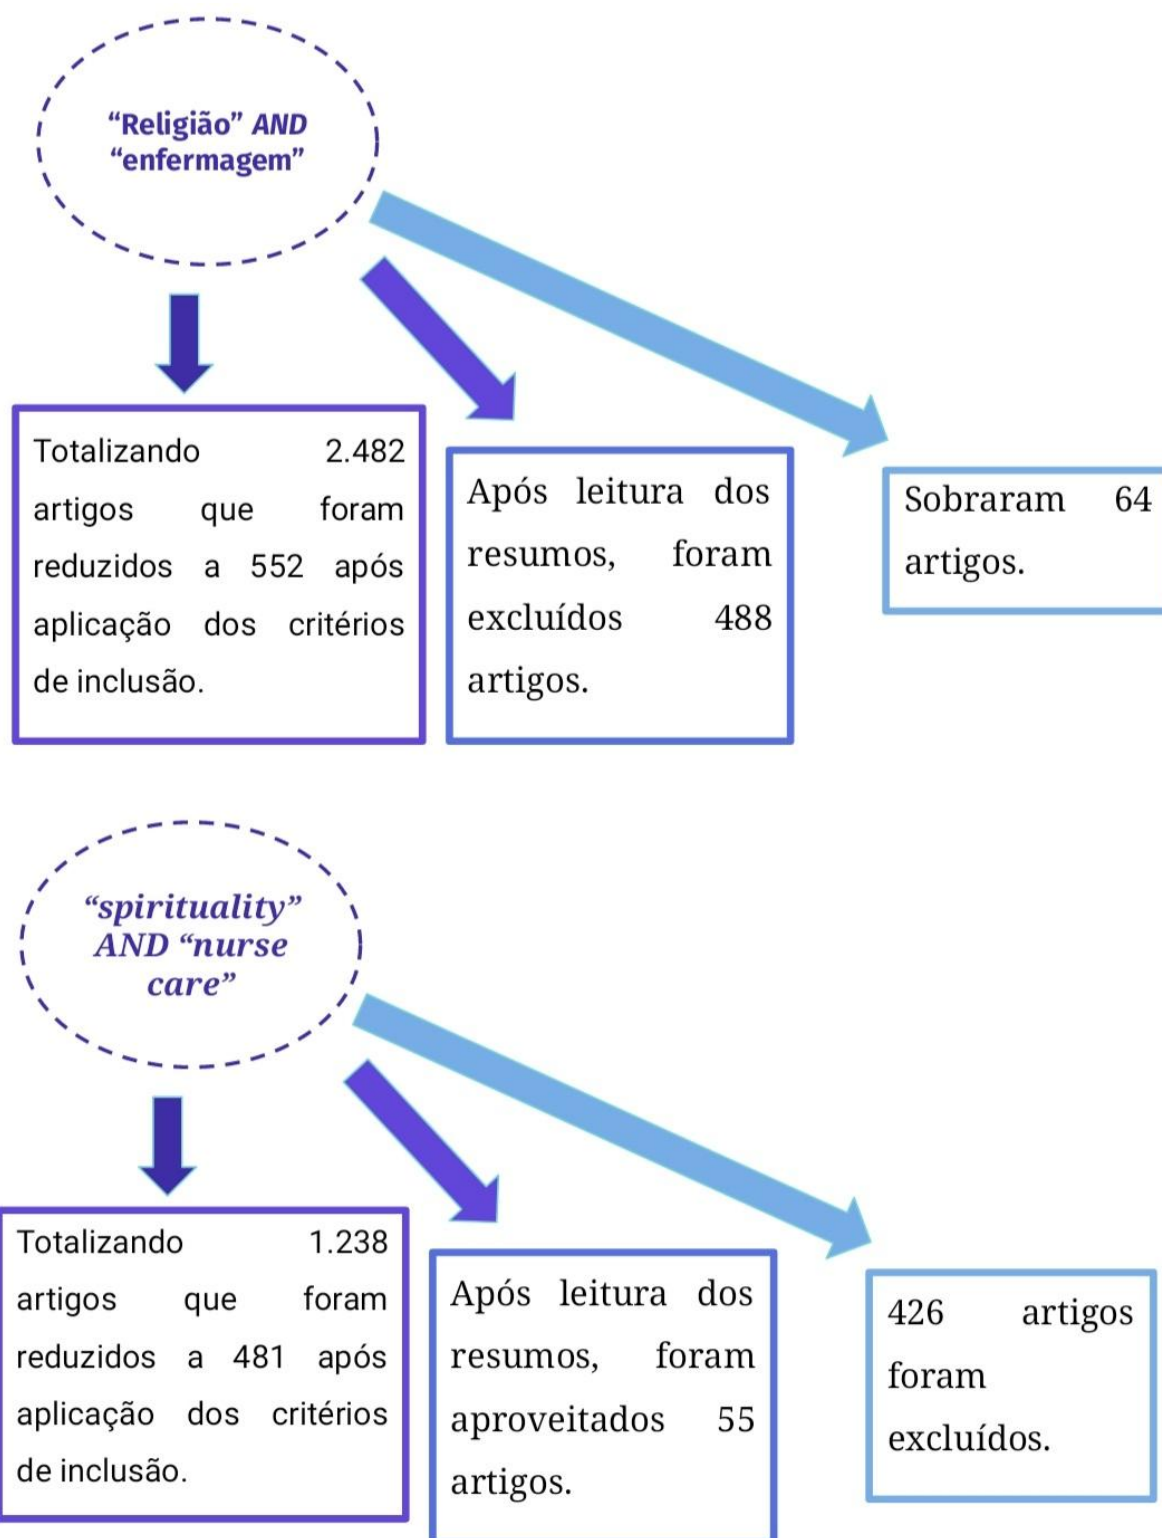 “Religião” AND
“enfermagem”
Totalizando 2.482
artigos que foram
reduzidos a 552 após
aplicação dos critérios
de inclusão.
Após leitura dos
resumos, foram
excluídos 488
artigos.
Sobraram 64
artigos.
“spirituality”
AND “nurse
care”
Totalizando 1.238
artigos que foram
reduzidos a 481 após
aplicação dos critérios
de inclusão.
Após leitura dos
resumos, foram
aproveitados 55
artigos.
426 artigos
foram
excluídos.